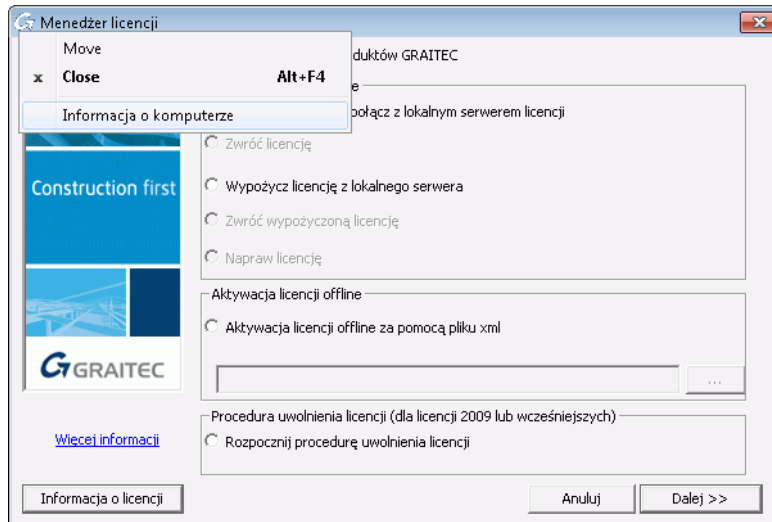 Menedżer licencji
Move
Close Alt+F4
Informacja o komputerze
duktów GRAITEC
e
połącz z lokalnym serwerem licencji
Zwróć licencję
Wypożycz licencję z lokalnego serwera
Zwróć wypożyczoną licencję
Napraw licencję
Construction first
GRAITEC
Aktywacja licencji offline
Aktywacja licencji offline za pomocą pliku xml
...
Procedura uwolnienia licencji (dla licencji 2009 lub wcześniejszych)
Rozpocznij procedurę uwolnienia licencji
Więcej informacji
Informacja o licencji
Anuluj
Dalej >>